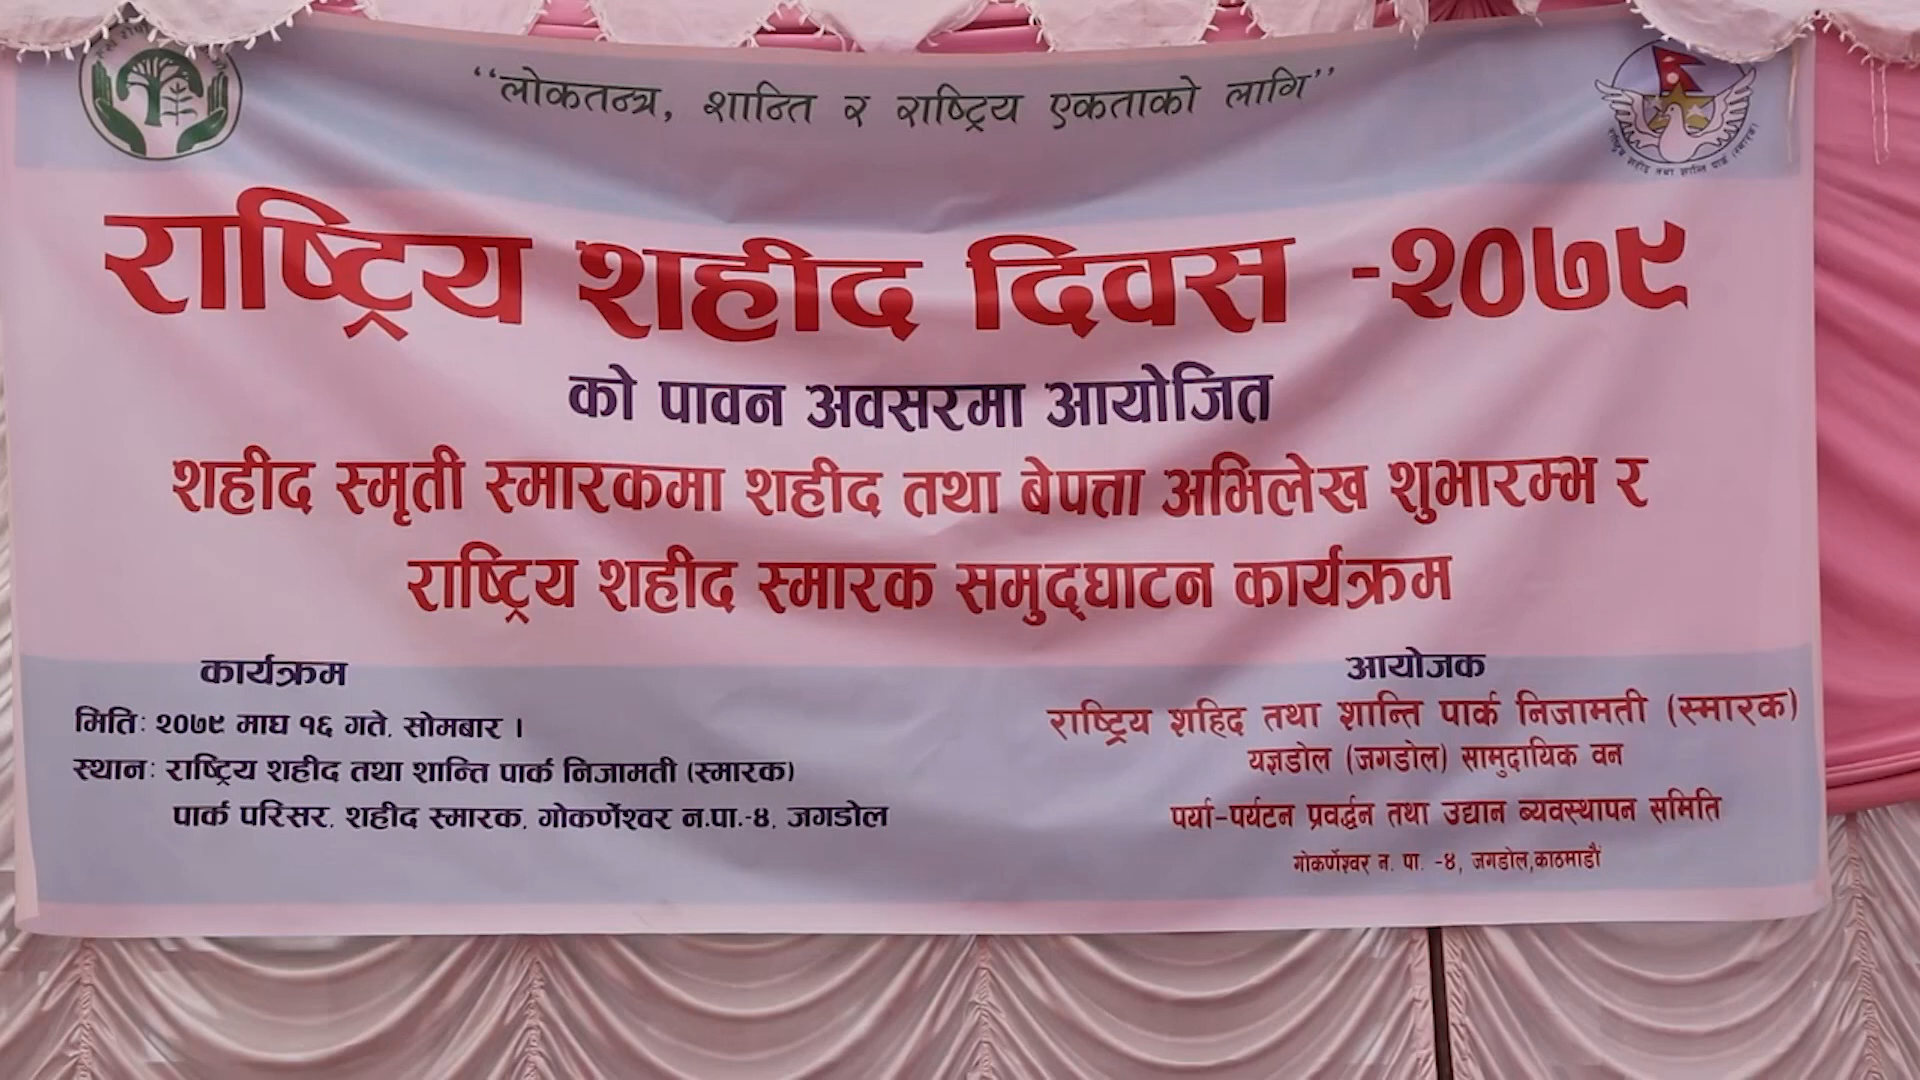 “लोकतन्त्र, शान्ति र राष्ट्रिय एकताको लागि”
राष्ट्रिय शहीद दिवस -२०७९
को पावन अवसरमा आयोजित
शहीद स्मृती स्मारकमा शहीद तथा बेपत्ता अभिलेख शुभारम्भ र
राष्ट्रिय शहीद स्मारक समुद्घाटन कार्यक्रम
कार्यक्रम
मिति: २०७९ माघ १६ गते, सोमबार ।
स्थान: राष्ट्रिय शहीद तथा शान्ति पार्क निजामती (स्मारक)
पार्क परिसर, शहीद स्मारक, गोकर्णेश्वर न.पा.-४, जगडोल
आयोजक
राष्ट्रिय शहिद तथा शान्ति पार्क निजामती (स्मारक)
यज्ञडोल (जगडोल) सामुदायिक वन
पर्या-पर्यटन प्रवर्द्धन तथा उद्यान ब्यवस्थापन समिति
गोकर्णेश्वर न. पा. -४, जगडोल,काठमाडौं
राष्ट्रिय शहीद तथा शान्ति पार्क (स्मारक)